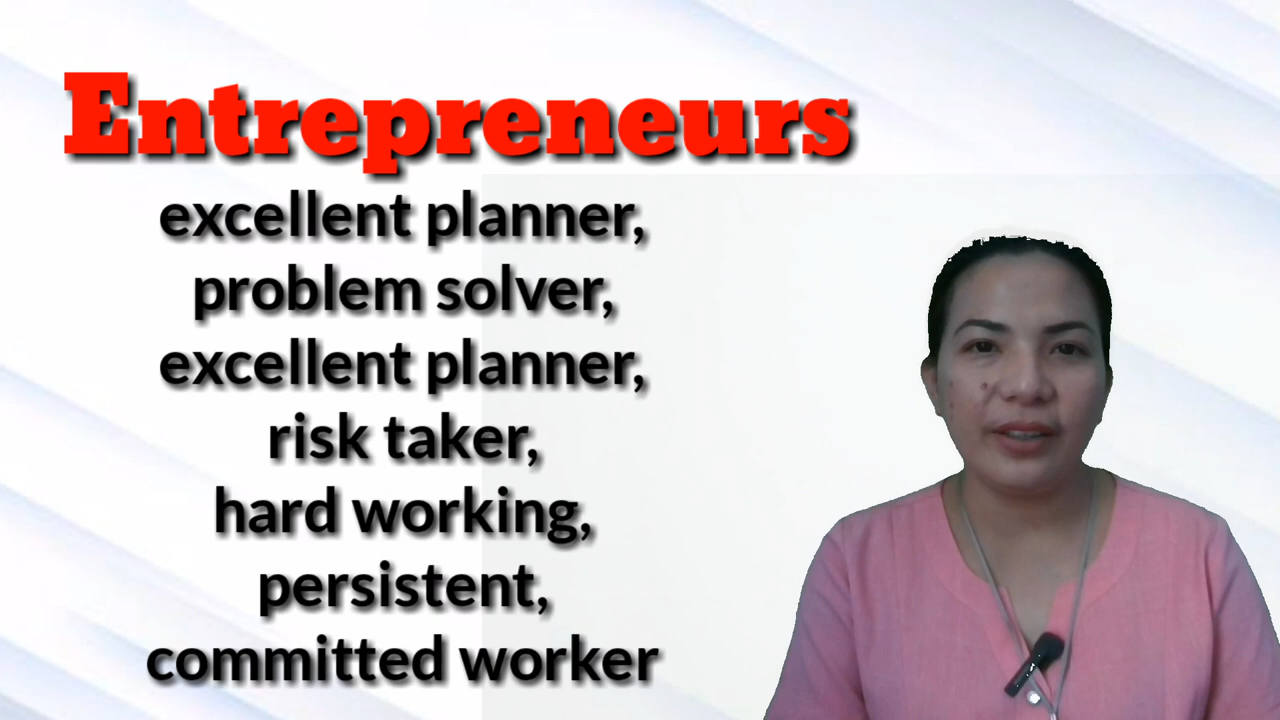 Entrepreneurs
excellent planner,
problem solver,
excellent planner,
risk taker,
hard working,
persistent,
committed worker